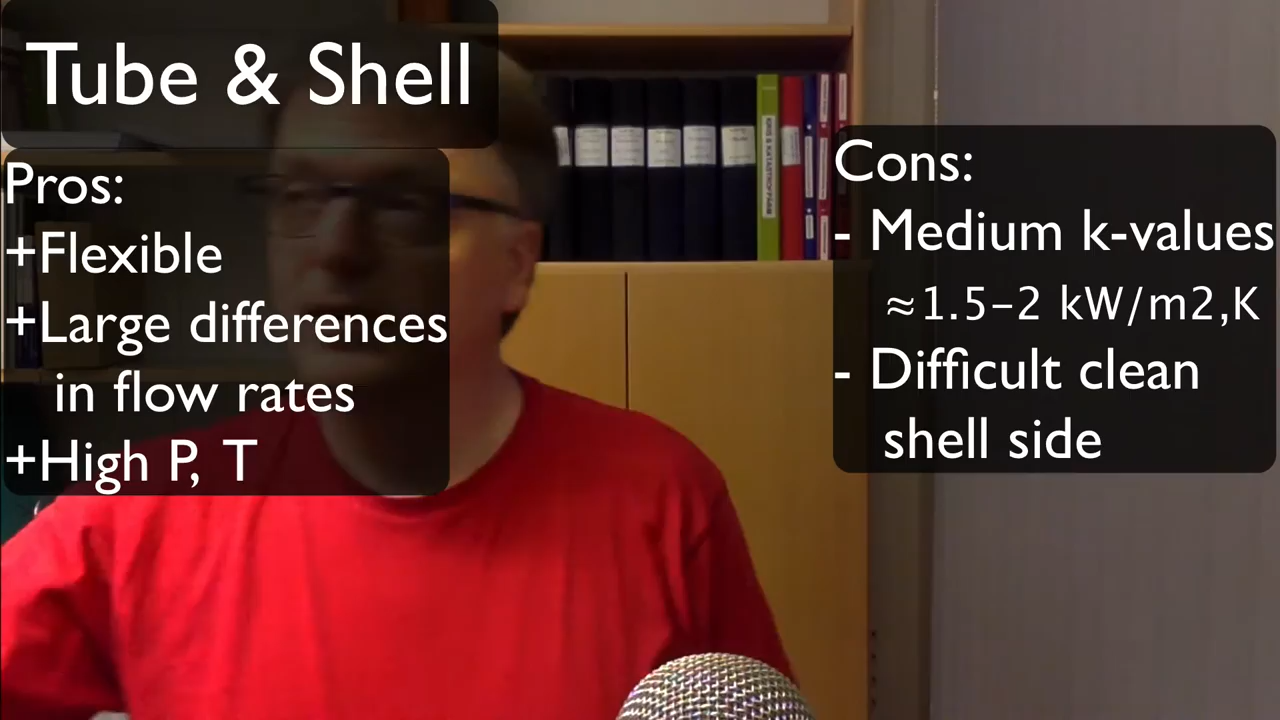 Tube & Shell
Pros:
+Flexible
+Large differences
in flow rates
+High P, T
Cons:
- Medium k-values
≈1.5–2 kW/m2,K
- Difficult clean
shell side